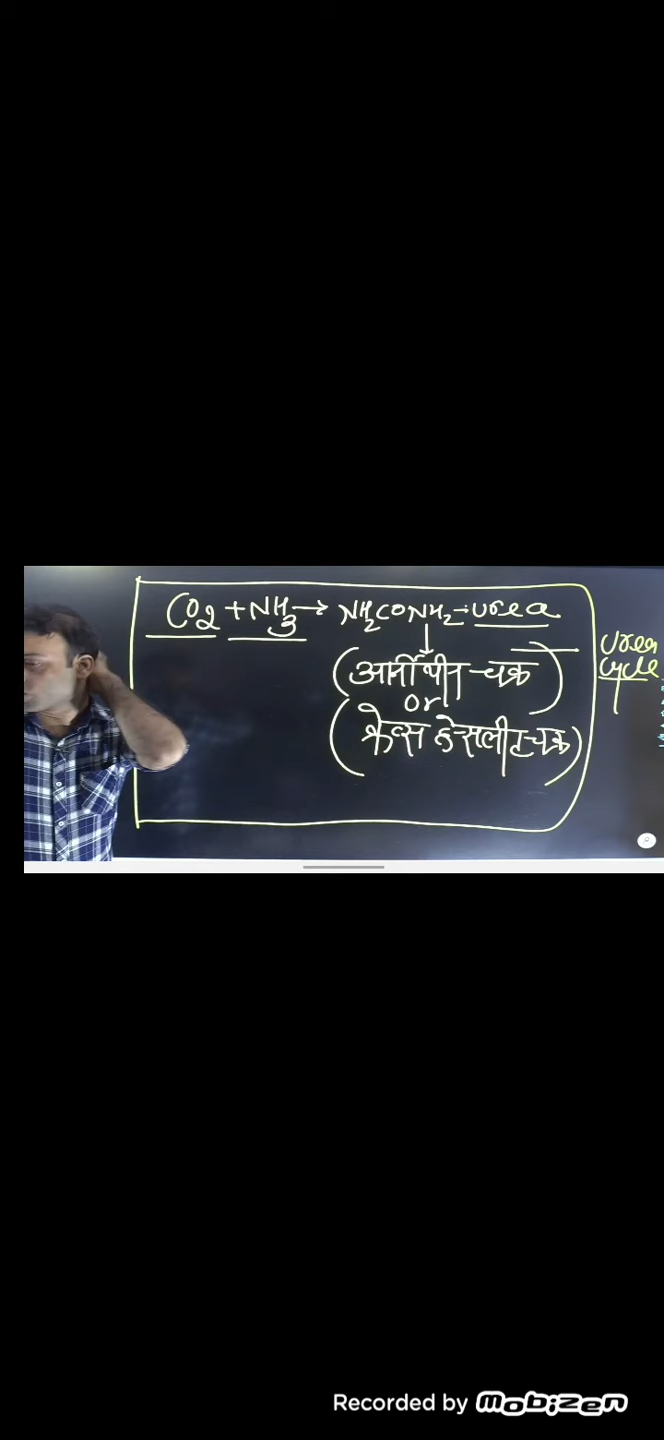 CO2 + NH3 → NH2CONH2 - urea
(आर्नीथीन - चक्र)
or
(क्रेब्स हेन्सलीट - चक्र)
urea
Cycle
Recorded by mobizen